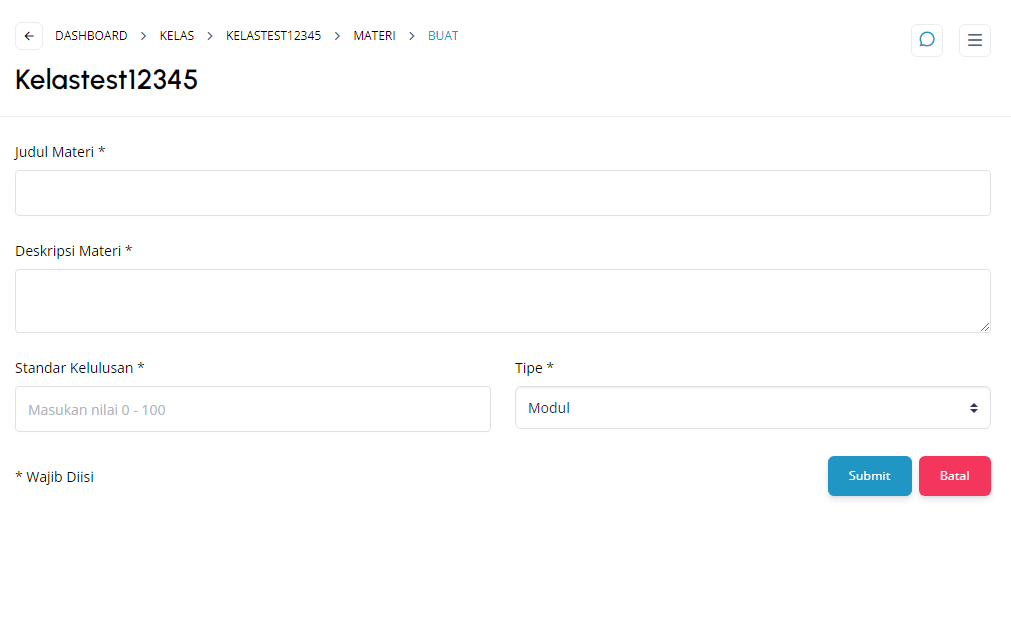 DASHBOARD > KELAS > KELASTEST12345 > MATERI > BUAT
Kelastest12345
Judul Materi *
Deskripsi Materi *
Standar Kelulusan * Tipe *
Masukan nilai 0 - 100 Modul
* Wajib Diisi Submit Batal